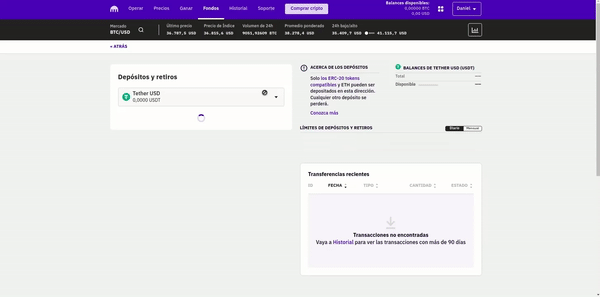 Operar Precios Ganar Fondos Historial Soporte Comprar cripto
Balances disponibles:
0,00000 BTC
0,00 USD
Daniel
Mercado
BTC/USD
Último precio
36.787,5 USD
Precio de Índice
36.815,6 USD
Volumen de 24h
9051,92609 BTC
Promedio ponderado
38.278,4 USD
24h bajo/alto
35.609,7 USD 41.115,7 USD
< ATRÁS
Depósitos y retiros
Tether USD
0,0000 USDT
ACERCA DE LOS DEPÓSITOS
Solo los ERC-20 tokens
compatibles y ETH pueden ser
depositados en esta dirección.
Cualquier otro depósito se
perderá.
Conozca más
BALANCES DE TETHER USD (USDT)
Total
Disponible
LÍMITES DE DEPÓSITOS Y RETIROS
Diario Mensual
Transferencias recientes
ID FECHA TIPO CANTIDAD ESTADO
Transacciones no encontradas
Vaya a Historial para ver las transacciones con más de 90 días